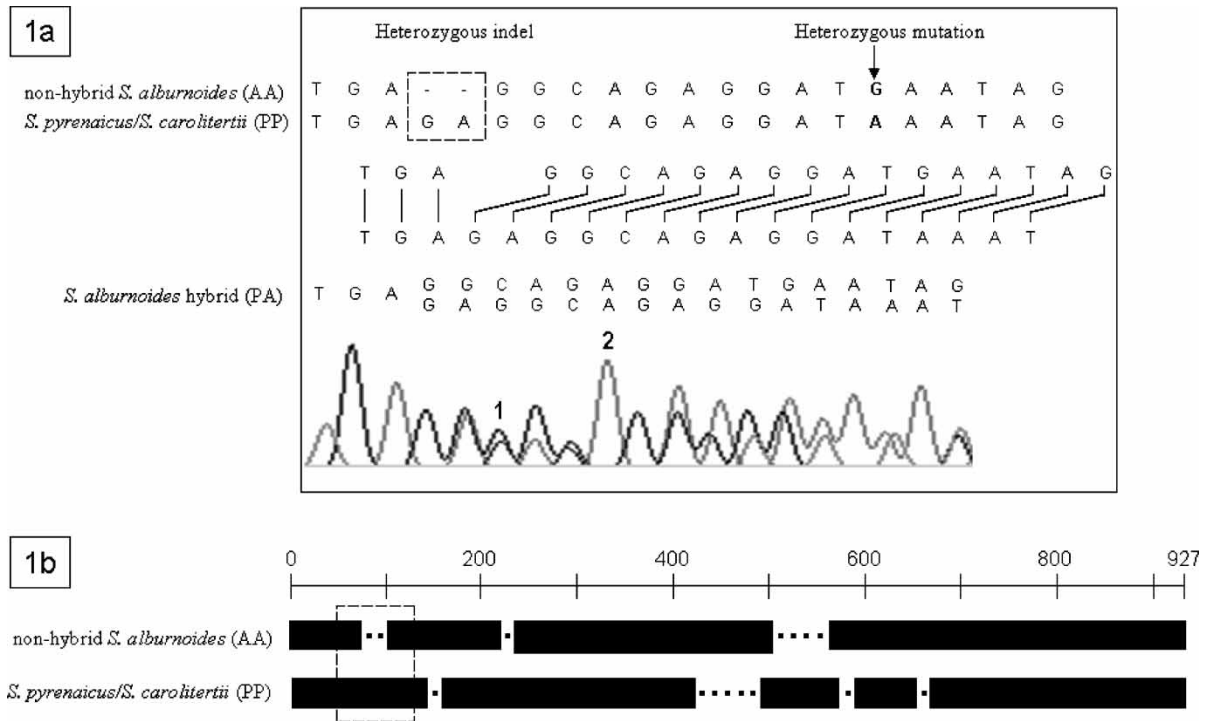 1a
Heterozygous indel Heterozygous mutation
non-hybrid S. alburnoides (AA) T G A - - G G C A G A G G A T G A A T A G
S. pyrenaicus/S. carolitertii (PP) T G A G A G G C A G A G G A T A A A T A G
T G A G G C A G A G G A T G A A T A G
T G A G A G G C A G A G G A T A A A T
G G C A G A G G A T G A A T A G
S. alburnoides hybrid (PA) T G A
G A G G C A G A G G A T A A A T
2
1
1b
0 200 400 600 800 927
non-hybrid S. alburnoides (AA)
S. pyrenaicus/S. carolitertii (PP)